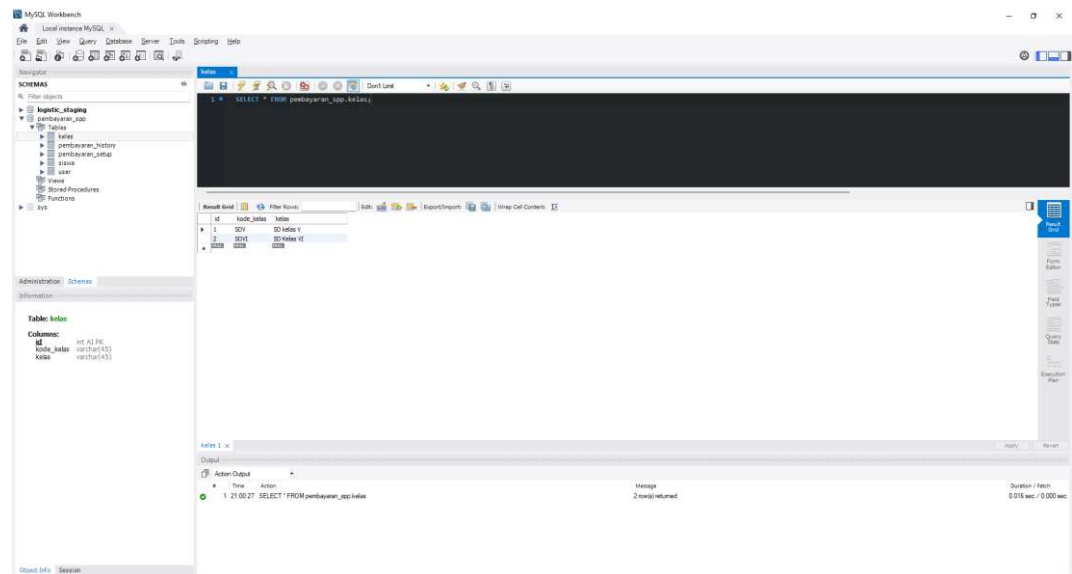 MySQL Workbench
Local instance MySQL ×
File Edit View Query Database Server Tools Scripting Help
Navigator
SCHEMAS
Filter objects
logistic_staging
pembayaran_spp
Tables
kelas
pembayaran_history
pembayaran_setup
siswa
user
Views
Stored Procedures
Functions
sys
Administration Schemas
Information
Table: kelas
Columns:
id int AI PK
kode_kelas varchar(45)
kelas varchar(45)
Object Info Session
kelas ×
Don't Limit
1 SELECT * FROM pembayaran_spp.kelas;
Result Grid Filter Rows: Edit: Export/Import: Wrap Cell Content:
id kode_kelas kelas
1 SDV SD kelas V
2 SDVI SD Kelas VI
NULL NULL NULL
Result Grid
Form Editor
Field Types
Query Stats
Execution Plan
kelas 1 ×
Apply Revert
Output
Action Output
# Time Action Message Duration / Fetch
1 21:00:27 SELECT * FROM pembayaran_spp.kelas 2 row(s) returned 0.016 sec / 0.000 sec